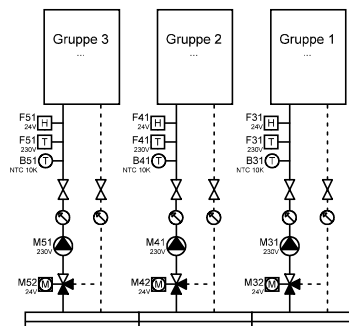 Gruppe 3
...
Gruppe 2
...
Gruppe 1
...
F51 H
24V
F41 H
24V
F31 H
24V
F51 T
230V
F41 T
230V
F31 T
230V
B51 T
NTC 10K
B41 T
NTC 10K
B31 T
NTC 10K
M51
230V
M41
230V
M31
230V
M52 M
24V
M42 M
24V
M32 M
24V